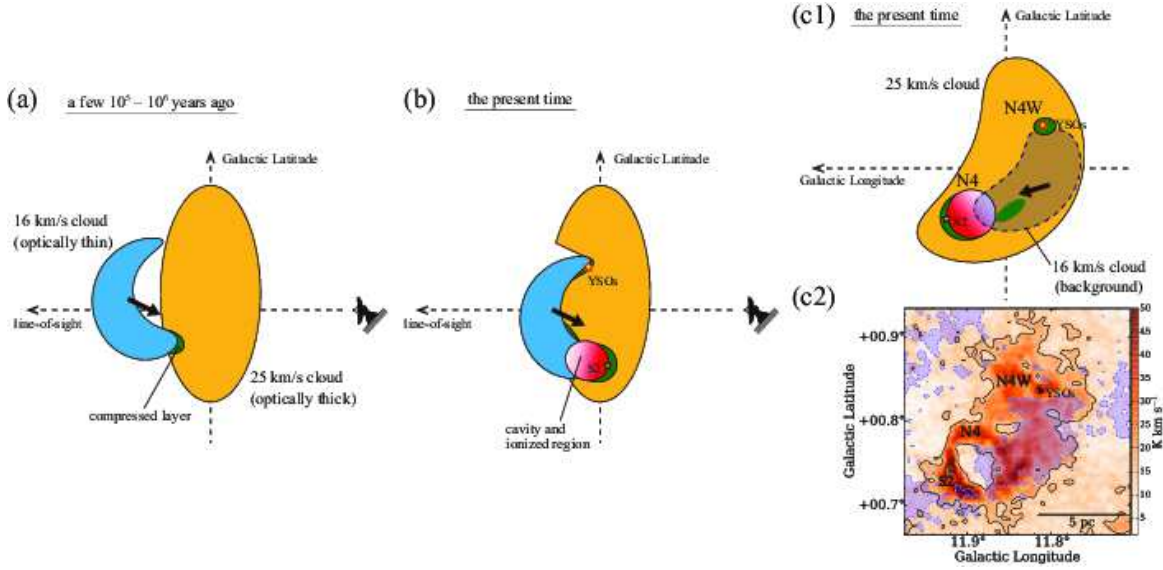 (a)
a few 10⁵ – 10⁶ years ago
Galactic Latitude
16 km/s cloud
(optically thin)
line-of-sight
25 km/s cloud
(optically thick)
compressed layer
(b)
the present time
Galactic Latitude
YSOs
line-of-sight
S2
cavity and
ionized region
(c1)
the present time
Galactic Latitude
25 km/s cloud
N4W
YSOs
Galactic Longitude
N4
S2
16 km/s cloud
(background)
(c2)
+00.9°
+00.8°
+00.7°
Galactic Latitude
N4W
YSOs
N4
S2
5 pc
11.9°
11.8°
Galactic Longitude
50
45
40
35
30
25
20
15
10
5
K km s⁻¹